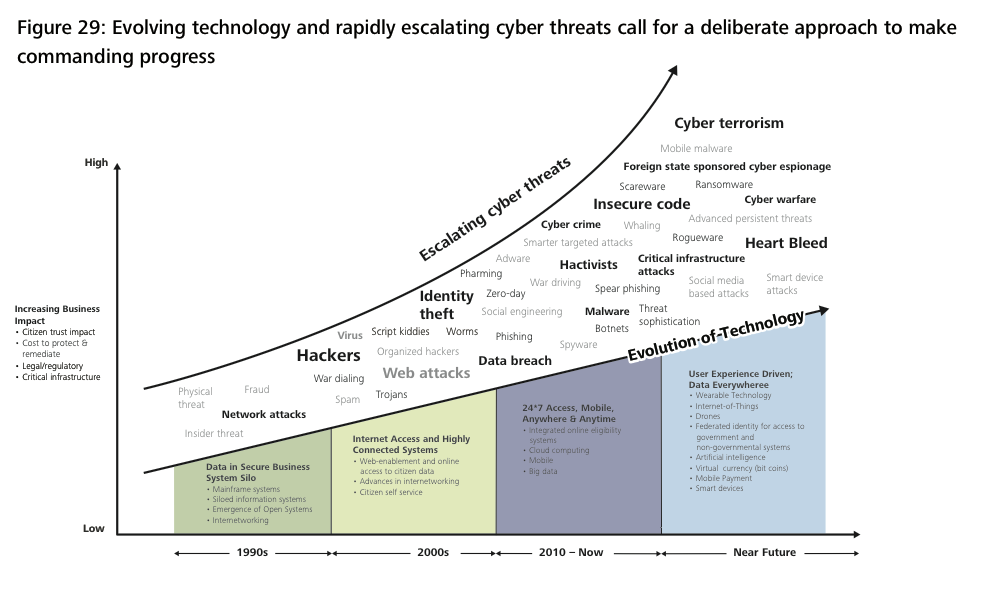 Figure 29: Evolving technology and rapidly escalating cyber threats call for a deliberate approach to make
commanding progress
High
Increasing Business
Impact
• Citizen trust impact
• Cost to protect &
remediate
• Legal/regulatory
• Critical infrastructure
Low
Escalating cyber threats
Cyber terrorism
Mobile malware
Foreign state sponsored cyber espionage
Scareware
Ransomware
Insecure code
Cyber warfare
Cyber crime
Whaling
Advanced persistent threats
Smarter targeted attacks
Rogueware
Heart Bleed
Adware
Hactivists
Critical infrastructure
attacks
Pharming
War driving
Spear phishing
Social media
based attacks
Smart device
attacks
Identity
theft
Zero-day
Social engineering
Malware
Threat
sophistication
Virus
Script kiddies
Worms
Phishing
Botnets
Spyware
Hackers
Organized hackers
Data breach
War dialing
Web attacks
Physical
threat
Fraud
Spam
Trojans
Network attacks
Insider threat
Evolution of Technology
Data in Secure Business
System Silo
• Mainframe systems
• Siloed information systems
• Emergence of Open Systems
• Internetworking
Internet Access and Highly
Connected Systems
• Web-enablement and online
access to citizen data
• Advances in internetworking
• Citizen self service
24*7 Access, Mobile,
Anywhere & Anytime
• Integrated online eligibility
systems
• Cloud computing
• Mobile
• Big data
User Experience Driven;
Data Everywheree
• Wearable Technology
• Internet-of-Things
• Drones
• Federated identity for access to
government and
non-governmental systems
• Artificial intelligence
• Virtual currency (bit coins)
• Mobile Payment
• Smart devices
1990s
2000s
2010 – Now
Near Future